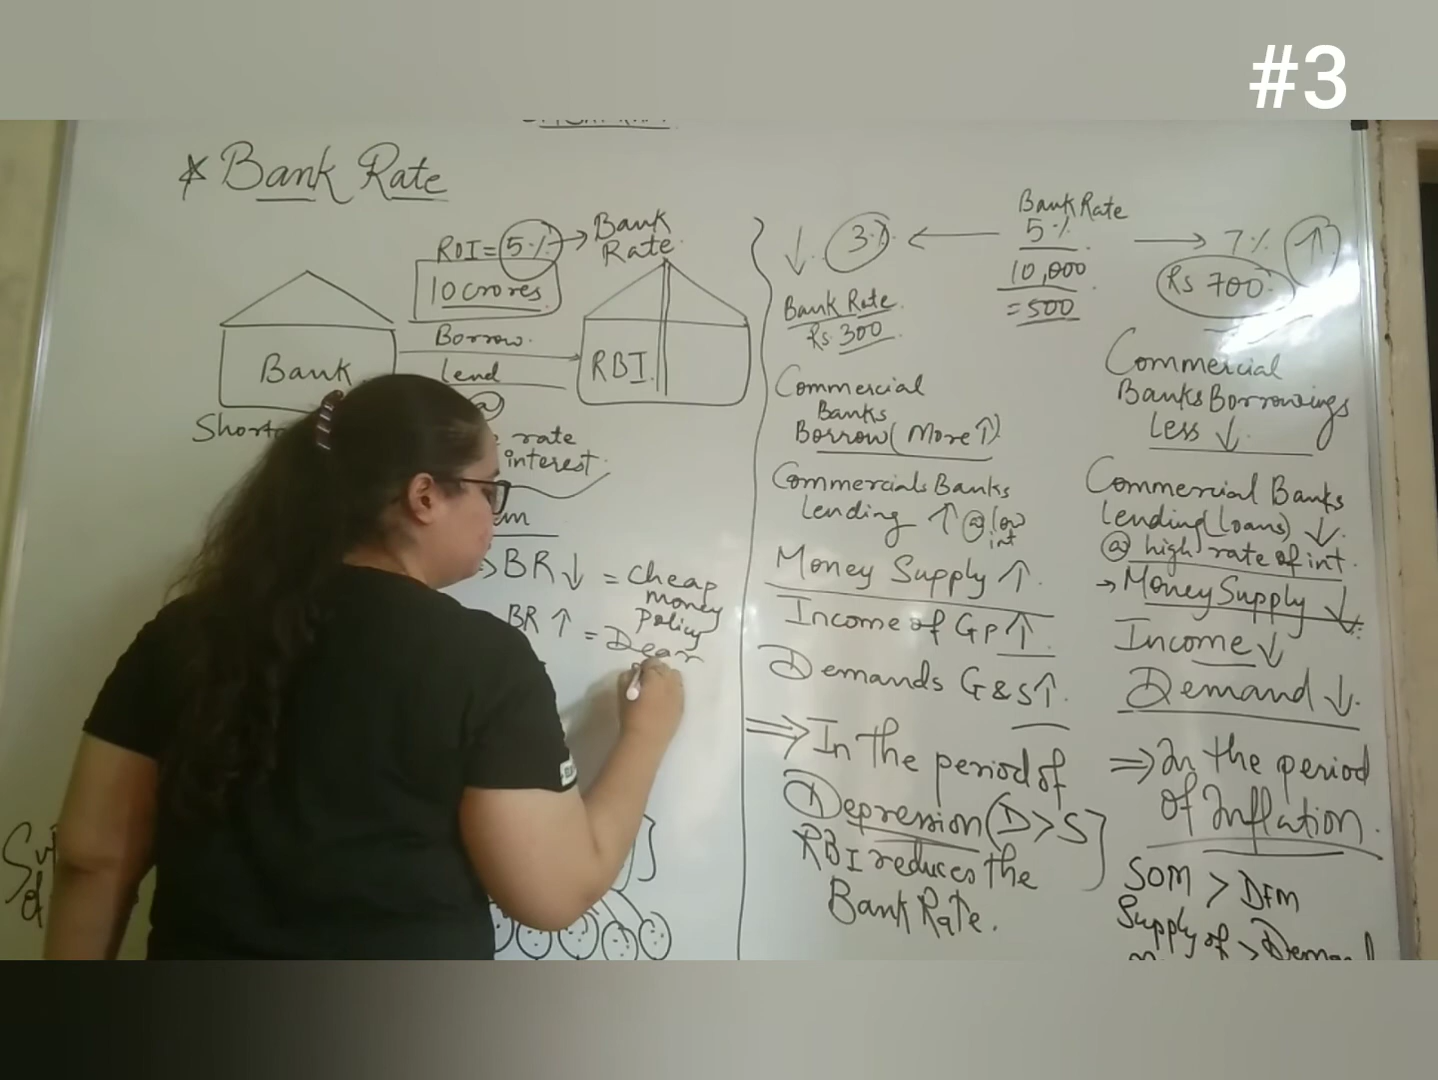 #3
* Bank Rate
ROI = 5% → Bank
Rate
10 crores
Borrow.
lend
Bank
RBI
@
rate
interest.
BR ↓ = Cheap
Money
Policy
BR ↑ = Dear
Bank Rate
5%
10,000
= 500
↓ 3%
Bank Rate
Rs. 300
Commercial
Banks
Borrow (More ↑)
Commercials Banks
lending ↑ @ low
int
Money Supply ↑.
Income of GP ↑.
Demands G & S ↑.
⇒ In the period of
Depression (D > S]
RBI reduces the
Bank Rate.
7% ↑
Rs 700
Commercial
Banks Borrowings
less ↓
Commercial Banks
lending (loans) ↓
@ high rate of int.
→ Money Supply ↓
Income ↓
Demand ↓.
⇒ In the period
of Inflation.
SOM > DFM
Supply of > Demand